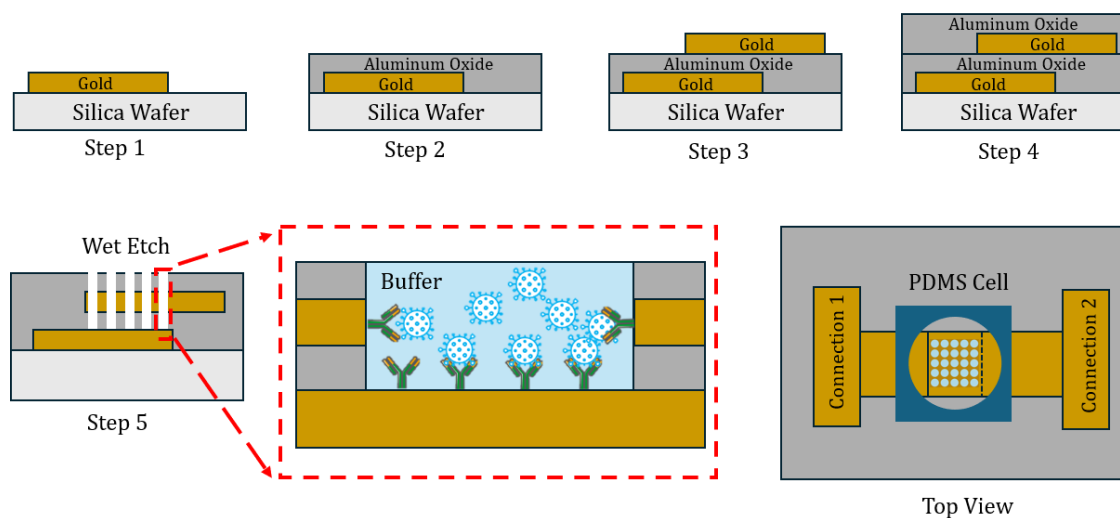 Gold
Silica Wafer
Step 1
Aluminum Oxide
Gold
Silica Wafer
Step 2
Gold
Aluminum Oxide
Gold
Silica Wafer
Step 3
Aluminum Oxide
Gold
Aluminum Oxide
Gold
Silica Wafer
Step 4
Wet Etch
Step 5
Buffer
PDMS Cell
Connection 1
Connection 2
Top View